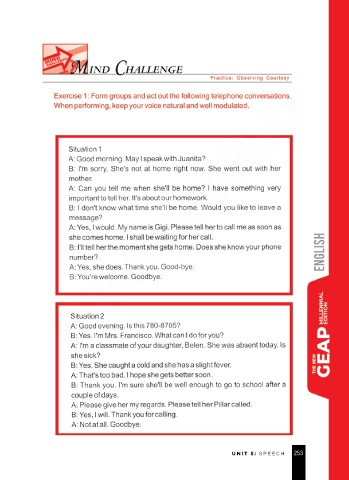 MIND CHALLENGE
Practice: Observing Courtesy
Exercise 1: Form groups and act out the following telephone conversations.
When performing, keep your voice natural and well modulated.
Situation 1
A: Good morning. May I speak with Juanita?
B: I'm sorry. She's not at home right now. She went out with her
mother.
A: Can you tell me when she'll be home? I have something very
important to tell her. It's about our homework.
B: I don't know what time she'll be home. Would you like to leave a
message?
A: Yes, I would. My name is Gigi. Please tell her to call me as soon as
she comes home. I shall be waiting for her call.
B: I'll tell her the moment she gets home. Does she know your phone
number?
A: Yes, she does. Thank you. Good-bye.
B: You're welcome. Goodbye.
Situation 2
A: Good evening. Is this 780-8705?
B: Yes. I'm Mrs. Francisco. What can I do for you?
A: I'm a classmate of your daughter, Belen. She was absent today. Is
she sick?
B: Yes. She caught a cold and she has a slight fever.
A: That's too bad. I hope she gets better soon.
B: Thank you. I'm sure she'll be well enough to go to school after a
couple of days.
A: Please give her my regards. Please tell her Pillar called.
B: Yes, I will. Thank you for calling.
A: Not at all. Goodbye.
ENGLISH
THE NEW
GEAP
MILLENNIAL
EDITION
UNIT 5: SPEECH 253